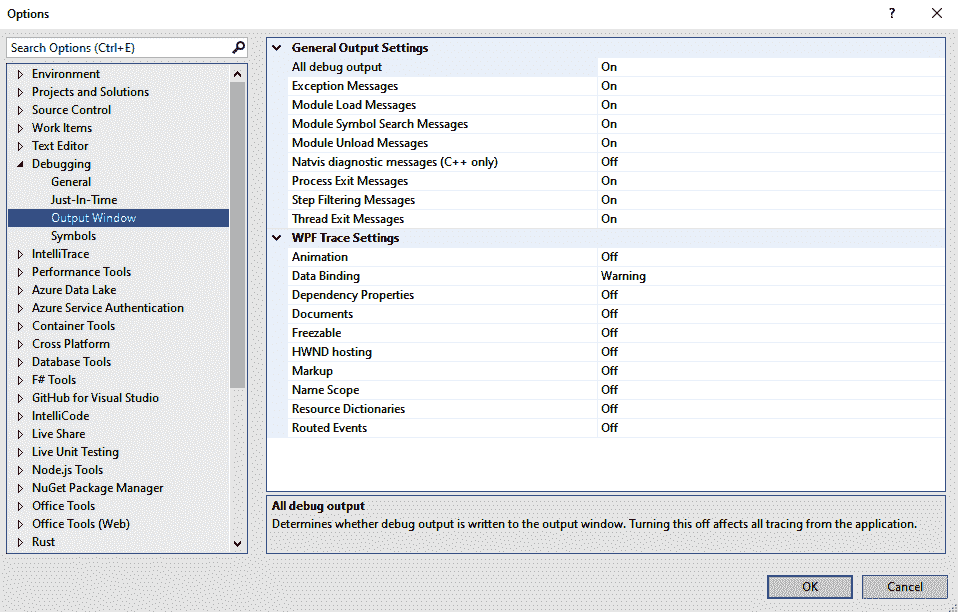 Options
?
Search Options (Ctrl+E)
Environment
Projects and Solutions
Source Control
Work Items
Text Editor
Debugging
General
Just-In-Time
Output Window
Symbols
IntelliTrace
Performance Tools
Azure Data Lake
Azure Service Authentication
Container Tools
Cross Platform
Database Tools
F# Tools
GitHub for Visual Studio
IntelliCode
Live Share
Live Unit Testing
Node.js Tools
NuGet Package Manager
Office Tools
Office Tools (Web)
Rust
General Output Settings
All debug output On
Exception Messages On
Module Load Messages On
Module Symbol Search Messages On
Module Unload Messages On
Natvis diagnostic messages (C++ only) Off
Process Exit Messages On
Step Filtering Messages On
Thread Exit Messages On
WPF Trace Settings
Animation Off
Data Binding Warning
Dependency Properties Off
Documents Off
Freezable Off
HWND hosting Off
Markup Off
Name Scope Off
Resource Dictionaries Off
Routed Events Off
All debug output
Determines whether debug output is written to the output window. Turning this off affects all tracing from the application.
OK Cancel